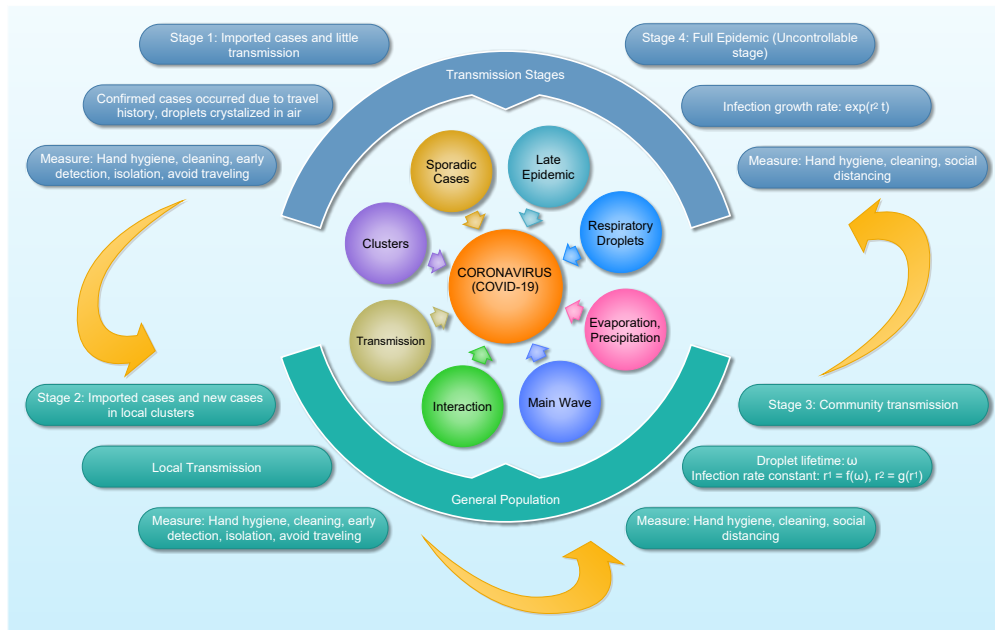 Stage 1: Imported cases and little
transmission
Confirmed cases occurred due to travel
history, droplets crystalized in air
Measure: Hand hygiene, cleaning, early
detection, isolation, avoid traveling
Transmission Stages
Stage 4: Full Epidemic (Uncontrollable
stage)
Infection growth rate: exp(r² t)
Measure: Hand hygiene, cleaning, social
distancing
Sporadic
Cases
Late
Epidemic
Clusters
Respiratory
Droplets
CORONAVIRUS
(COVID-19)
Transmission
Evaporation,
Precipitation
Interaction
Main Wave
General Population
Stage 2: Imported cases and new cases
in local clusters
Local Transmission
Measure: Hand hygiene, cleaning, early
detection, isolation, avoid traveling
Stage 3: Community transmission
Droplet lifetime: ω
Infection rate constant: r¹ = f(ω), r² = g(r¹)
Measure: Hand hygiene, cleaning, social
distancing